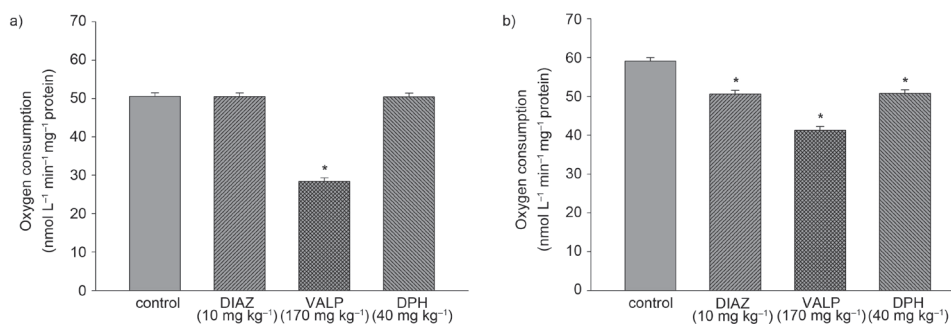 a)
Oxygen consumption
(nmol L⁻¹ min⁻¹ mg⁻¹ protein)
70
60
50
40
30
20
10
0
*
control
DIAZ
(10 mg kg⁻¹)
VALP
(170 mg kg⁻¹)
DPH
(40 mg kg⁻¹)
b)
Oxygen consumption
(nmol L⁻¹ min⁻¹ mg⁻¹ protein)
70
60
50
40
30
20
10
0
*
*
*
control
DIAZ
(10 mg kg⁻¹)
VALP
(170 mg kg⁻¹)
DPH
(40 mg kg⁻¹)